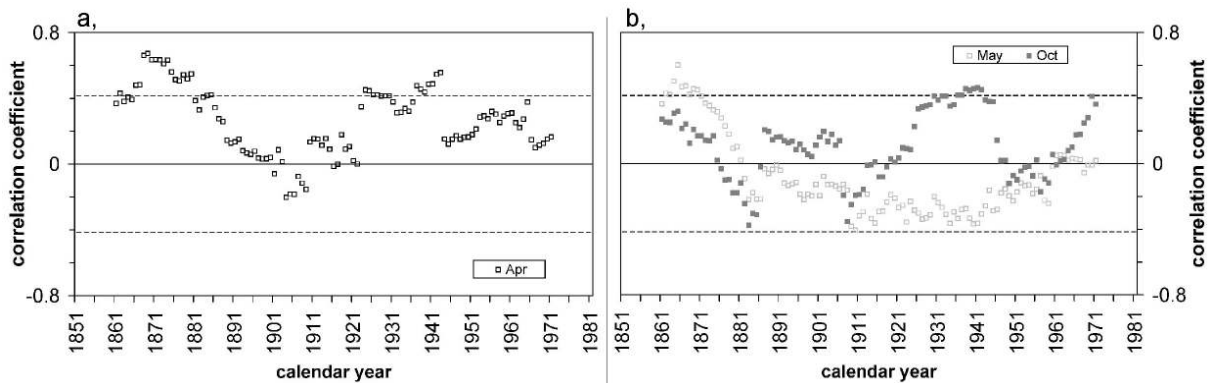 a,
correlation coefficient
0.8
0
-0.8
Apr
1851 1861 1871 1881 1891 1901 1911 1921 1931 1941 1951 1961 1971 1981
calendar year
b,
May Oct
0.8
0
-0.8
correlation coefficient
1851 1861 1871 1881 1891 1901 1911 1921 1931 1941 1951 1961 1971 1981
calendar year